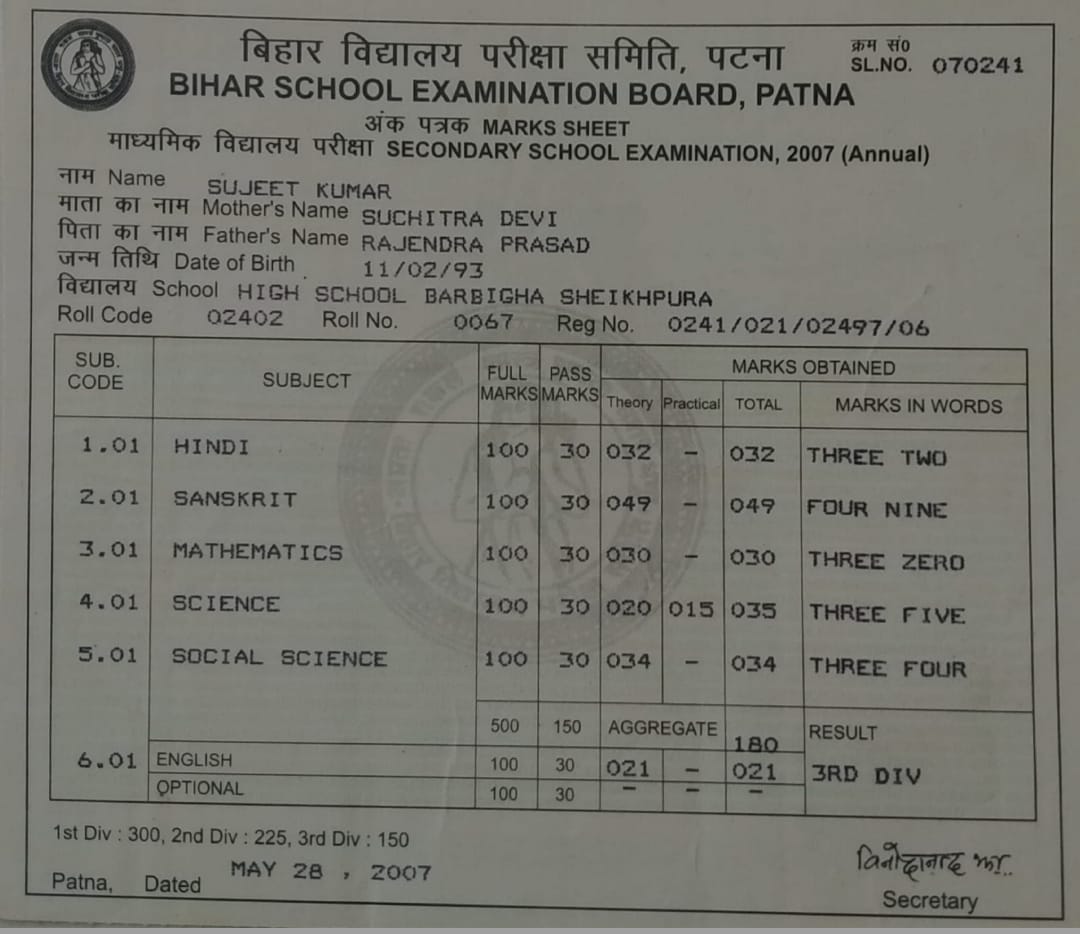 बिहार विद्यालय परीक्षा समिति, पटना
क्रम सं०
SL.NO. 070241
BIHAR SCHOOL EXAMINATION BOARD, PATNA
अंक पत्रक MARKS SHEET
माध्यमिक विद्यालय परीक्षा SECONDARY SCHOOL EXAMINATION, 2007 (Annual)
नाम Name SUJEET KUMAR
माता का नाम Mother's Name SUCHITRA DEVI
पिता का नाम Father's Name RAJENDRA PRASAD
जन्म तिथि Date of Birth 11/02/93
विद्यालय School HIGH SCHOOL BARBIGHA SHEIKHPURA
Roll Code 02402 Roll No. 0067 Reg No. 0241/021/02497/06
SUB. CODE SUBJECT FULL MARKS PASS MARKS MARKS OBTAINED
Theory Practical TOTAL MARKS IN WORDS
1.01 HINDI 100 30 032 - 032 THREE TWO
2.01 SANSKRIT 100 30 049 - 049 FOUR NINE
3.01 MATHEMATICS 100 30 030 - 030 THREE ZERO
4.01 SCIENCE 100 30 020 015 035 THREE FIVE
5.01 SOCIAL SCIENCE 100 30 034 - 034 THREE FOUR
500 150 AGGREGATE 180 RESULT
6.01 ENGLISH 100 30 021 - 021 3RD DIV
OPTIONAL 100 30 - - -
1st Div : 300, 2nd Div : 225, 3rd Div : 150
Patna, Dated MAY 28 , 2007
विनोदानन्द झा
Secretary